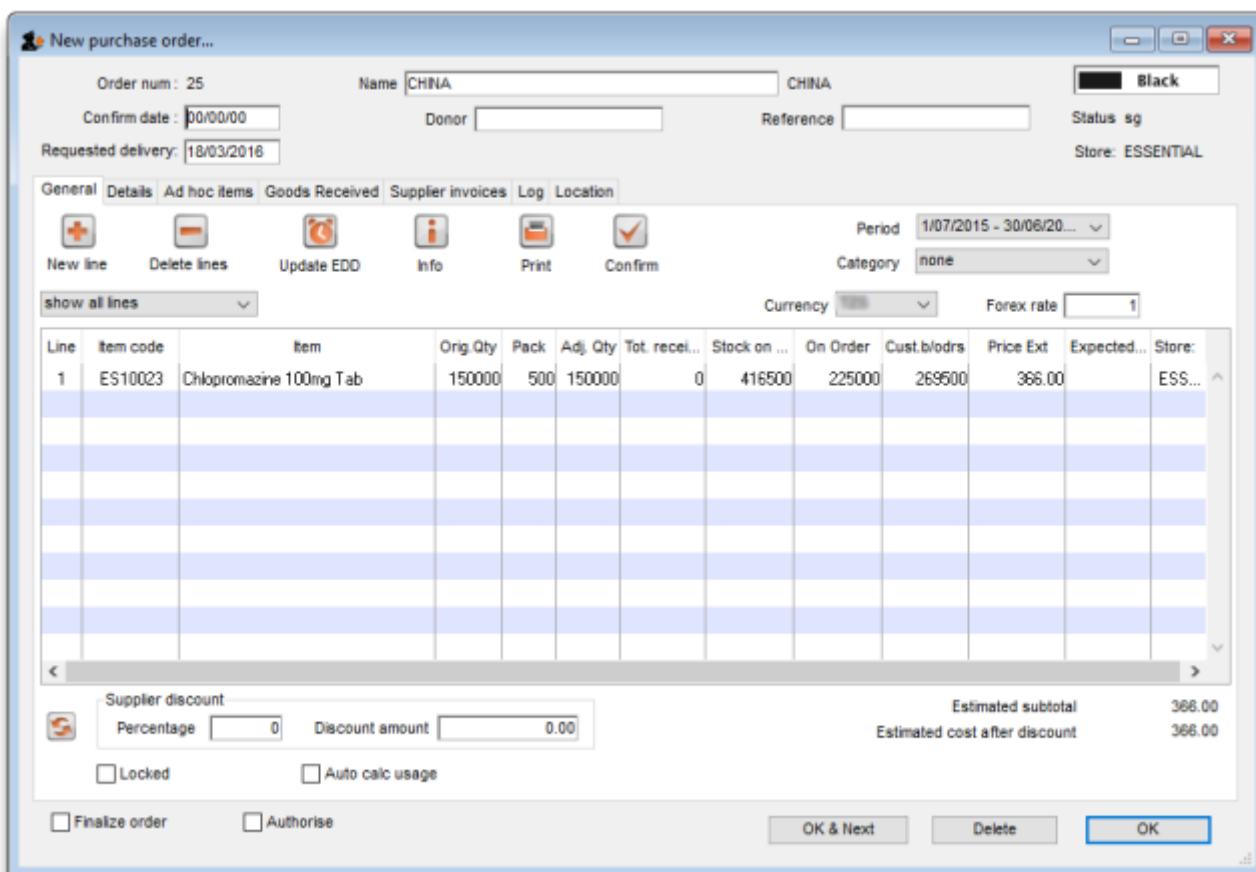 New purchase order...
Order num : 25 Name CHINA CHINA Black
Confirm date : 00/00/00 Donor Reference Status sg
Requested delivery: 18/03/2016 Store: ESSENTIAL
General Details Ad hoc items Goods Received Supplier invoices Log Location
New line Delete lines Update EDD Info Print Confirm
Period 1/07/2015 - 30/06/20...
Category none
show all lines Currency Forex rate 1
Line Item code Item Orig.Qty Pack Adj. Qty Tot. recei... Stock on ... On Order Cust.b/odrs Price Ext Expected... Store:
1 ES10023 Chlopromazine 100mg Tab 150000 500 150000 0 416500 225000 269500 366.00 ESS...
Supplier discount
Percentage 0 Discount amount 0.00
Estimated subtotal 366.00
Estimated cost after discount 366.00
Locked Auto calc usage
Finalize order Authorise OK & Next Delete OK